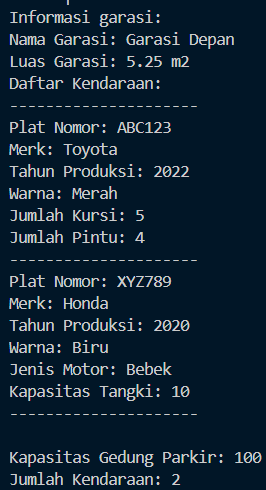 Informasi garasi:
Nama Garasi: Garasi Depan
Luas Garasi: 5.25 m2
Daftar Kendaraan:
---------------------
Plat Nomor: ABC123
Merk: Toyota
Tahun Produksi: 2022
Warna: Merah
Jumlah Kursi: 5
Jumlah Pintu: 4
---------------------
Plat Nomor: XYZ789
Merk: Honda
Tahun Produksi: 2020
Warna: Biru
Jenis Motor: Bebek
Kapasitas Tangki: 10
---------------------
Kapasitas Gedung Parkir: 100
Jumlah Kendaraan: 2